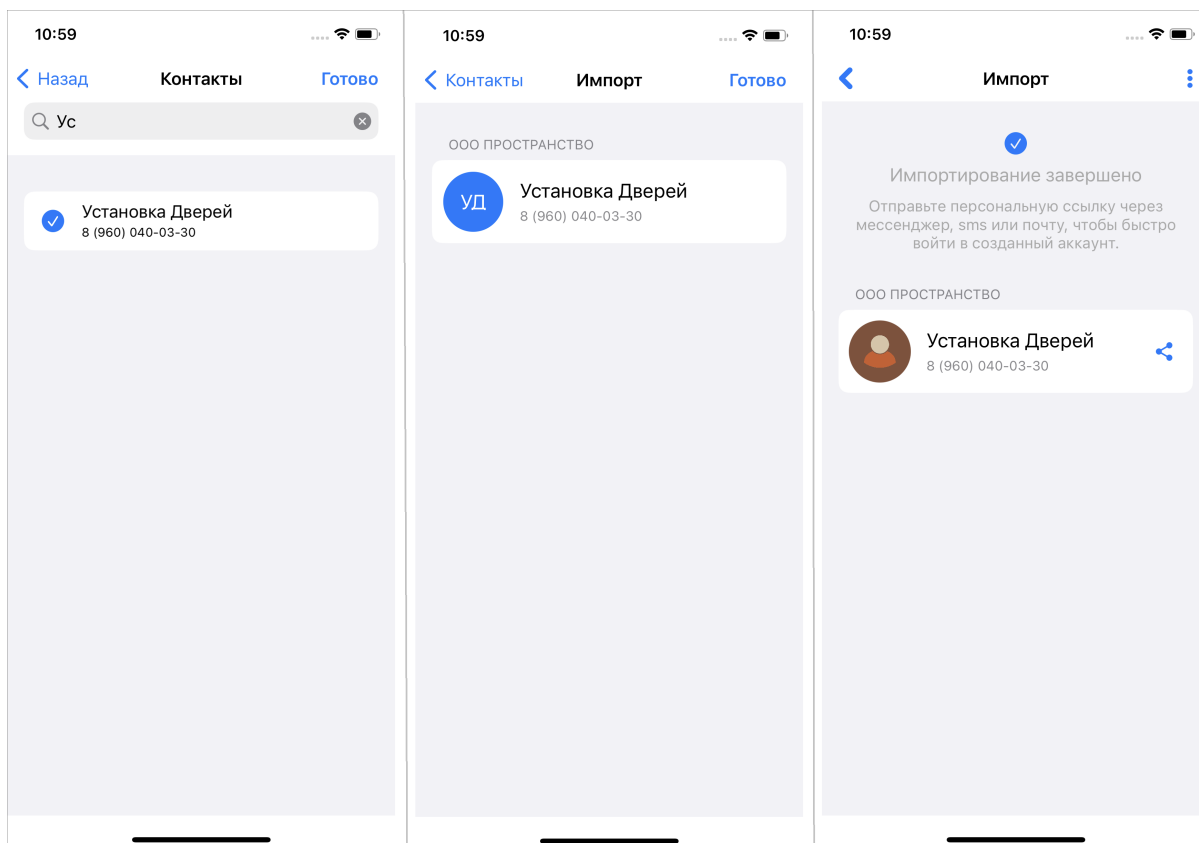 10:59
Назад
Контакты
Готово
Ус
Установка Дверей
8 (960) 040-03-30
10:59
Контакты
Импорт
Готово
ООО ПРОСТРАНСТВО
УД
Установка Дверей
8 (960) 040-03-30
10:59
Импорт
Импортирование завершено
Отправьте персональную ссылку через
мессенджер, sms или почту, чтобы быстро
войти в созданный аккаунт.
ООО ПРОСТРАНСТВО
Установка Дверей
8 (960) 040-03-30